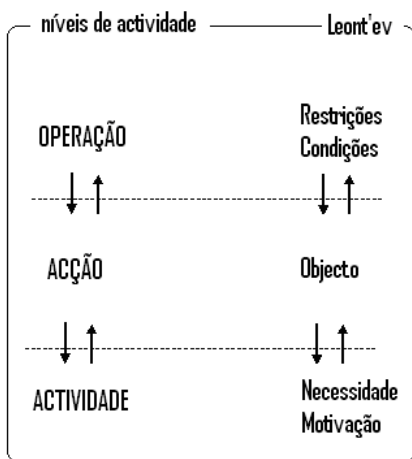 níveis de actividade Leont'ev
OPERAÇÃO Restrições
Condições
ACÇÃO Objecto
ACTIVIDADE Necessidade
Motivação